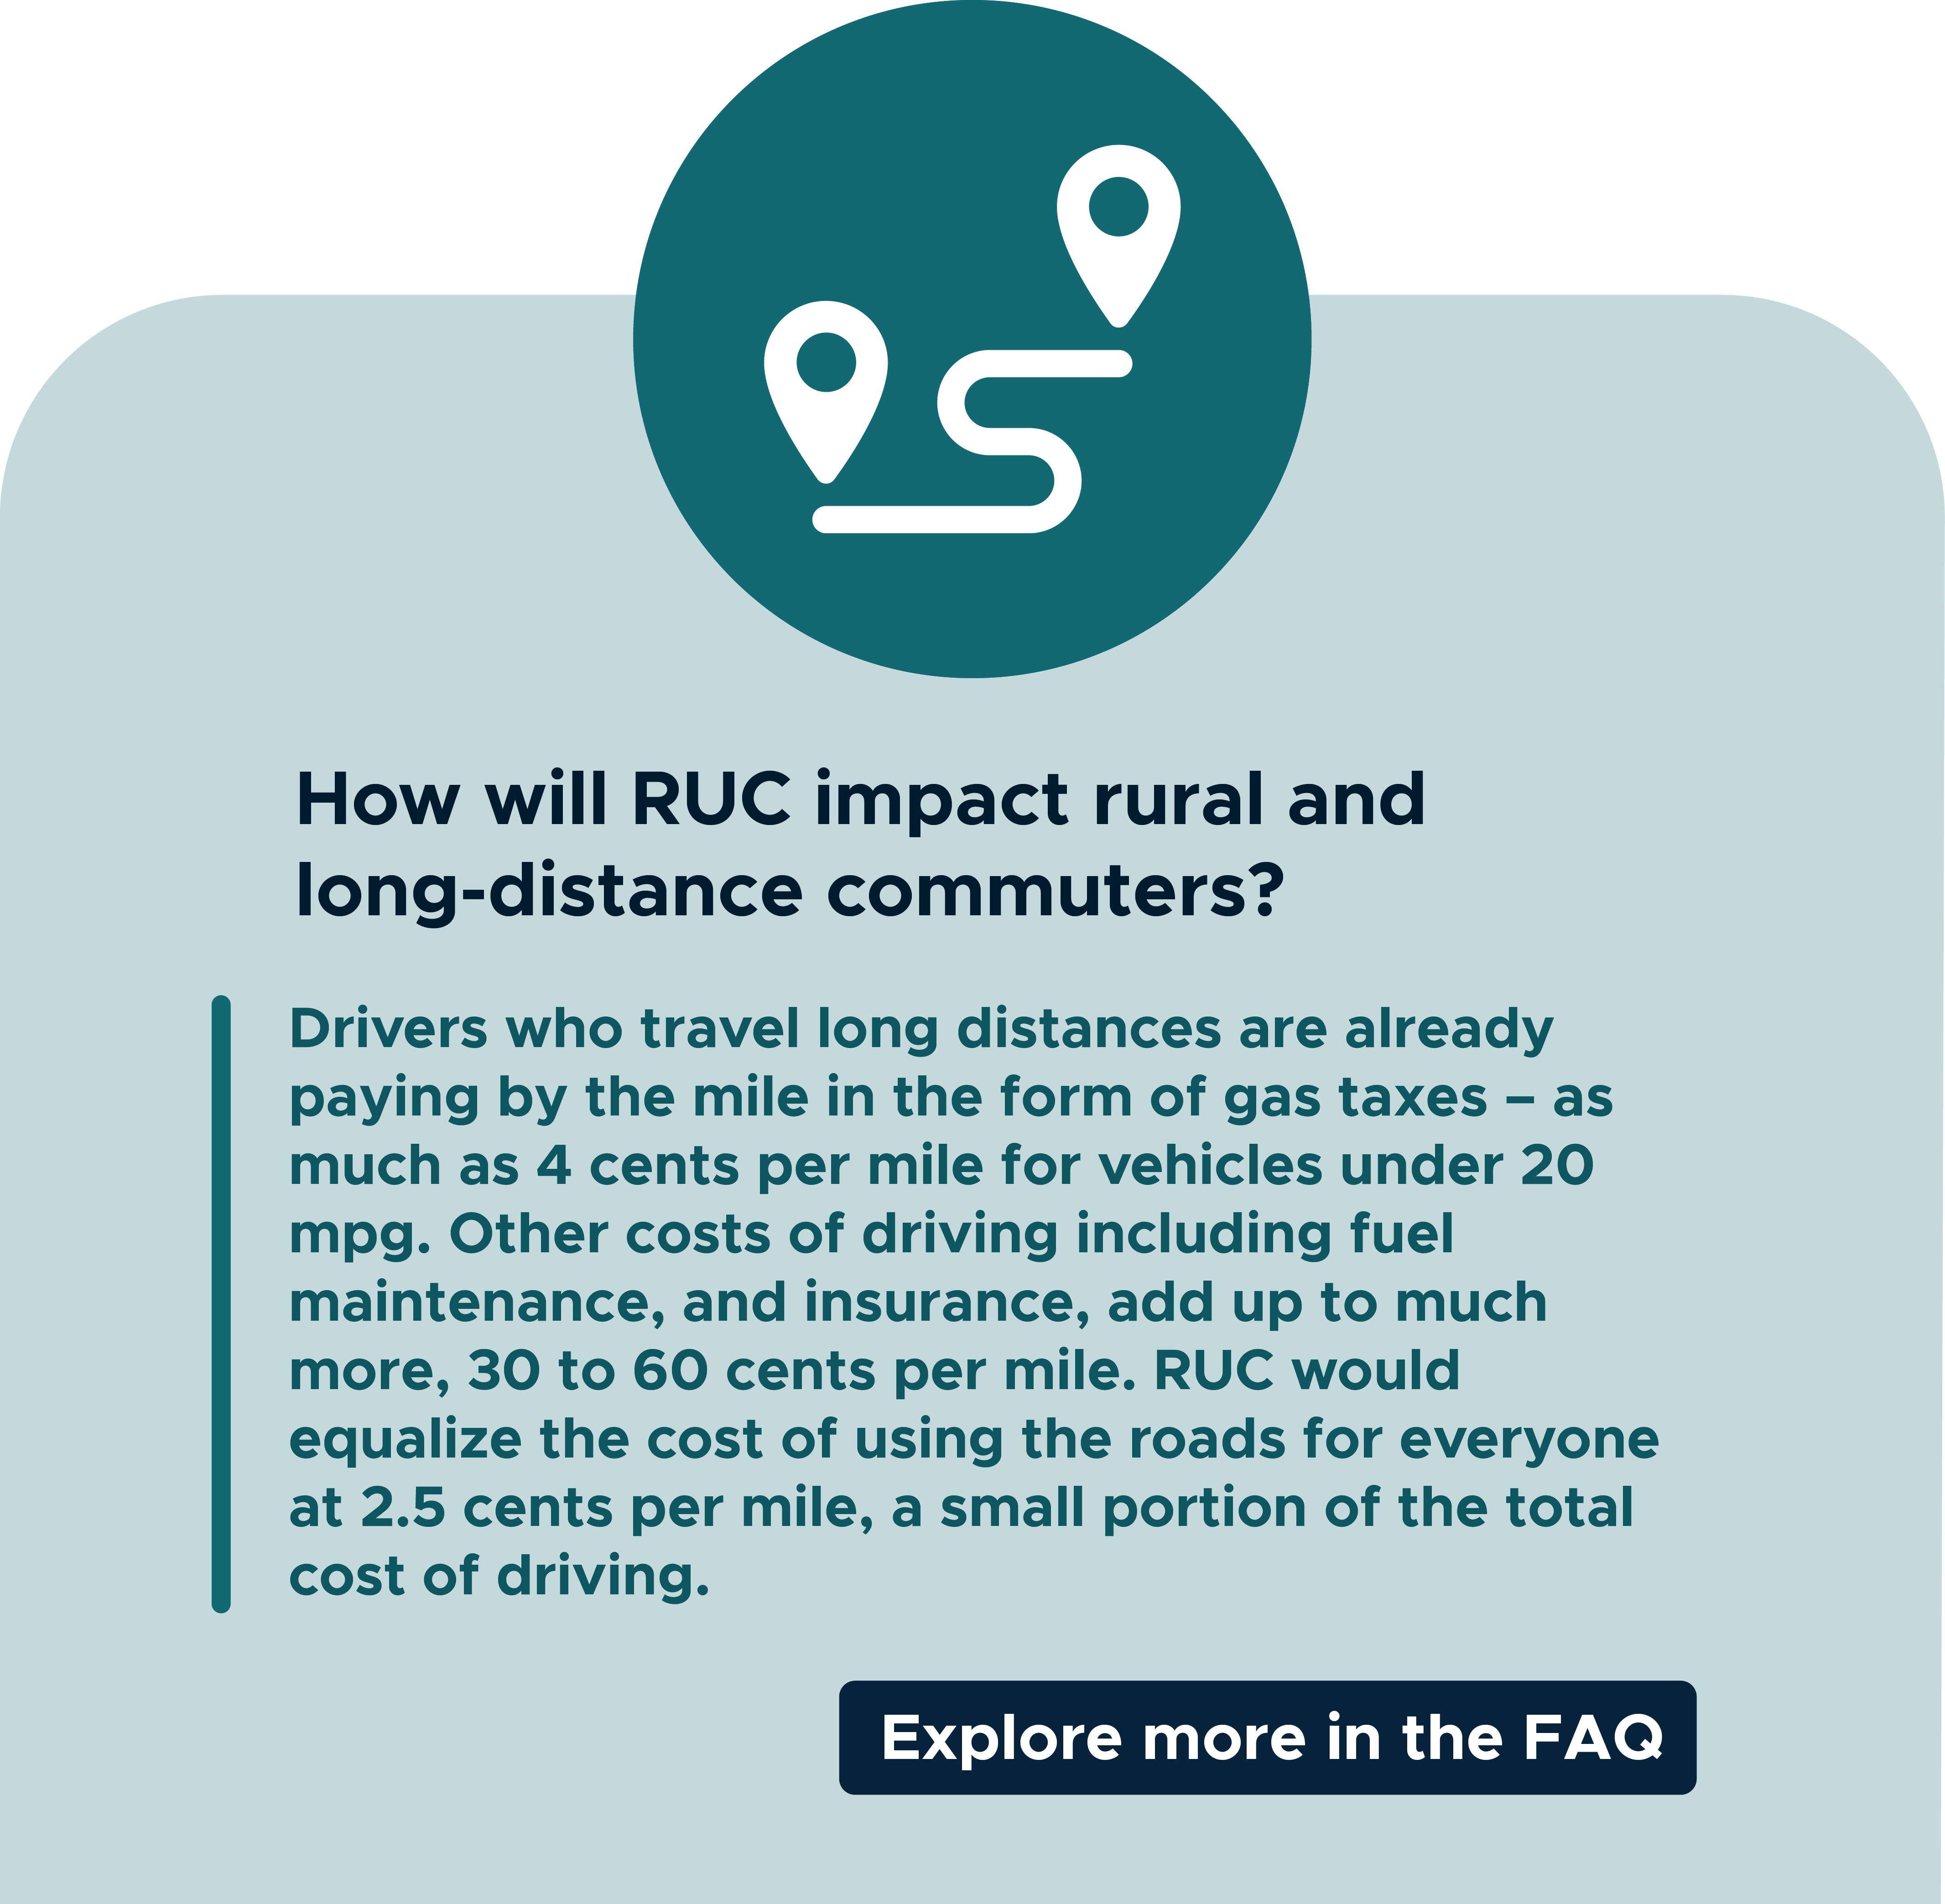 How will RUC impact rural and
long-distance commuters?
Drivers who travel long distances are already
paying by the mile in the form of gas taxes – as
much as 4 cents per mile for vehicles under 20
mpg. Other costs of driving including fuel
maintenance, and insurance, add up to much
more, 30 to 60 cents per mile. RUC would
equalize the cost of using the roads for everyone
at 2.5 cents per mile, a small portion of the total
cost of driving.
Explore more in the FAQ